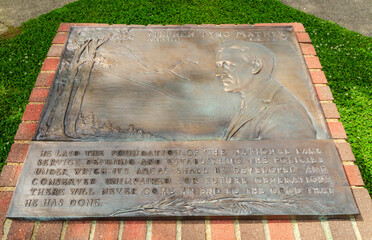 STEPHEN TYNG MATHER
HE LAID THE FOUNDATION OF THE NATIONAL PARK
SERVICE DEFINING AND ESTABLISHING THE POLICIES
UNDER WHICH ITS AREAS SHALL BE DEVELOPED AND
CONSERVED UNIMPAIRED FOR FUTURE GENERATIONS
THERE WILL NEVER COME AN END TO THE GOOD THAT
HE HAS DONE.